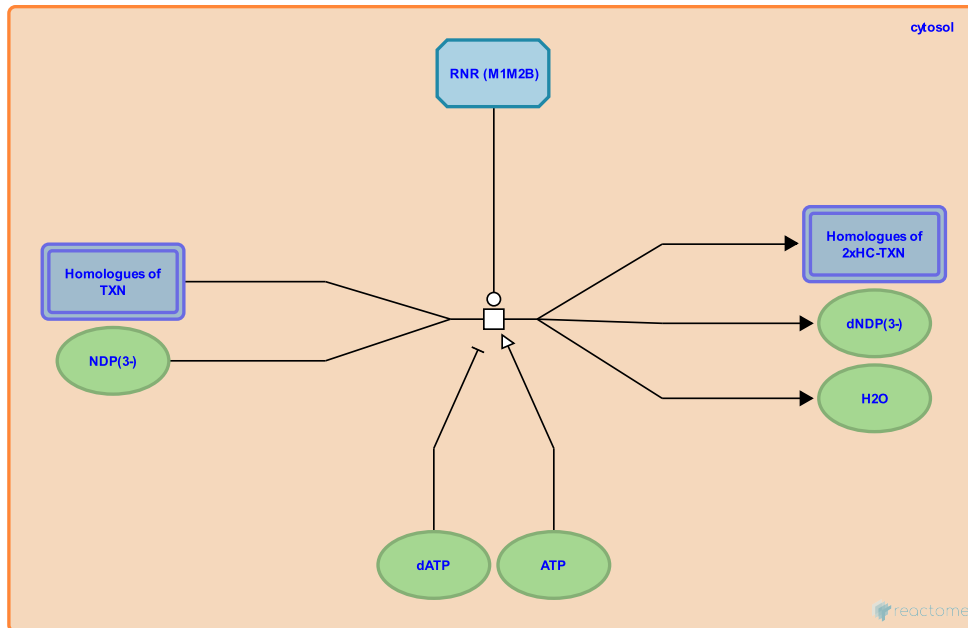 cytosol
RNR (M1M2B)
Homologues of
TXN
NDP(3-)
Homologues of
2xHC-TXN
dNDP(3-)
H2O
dATP
ATP
reactome